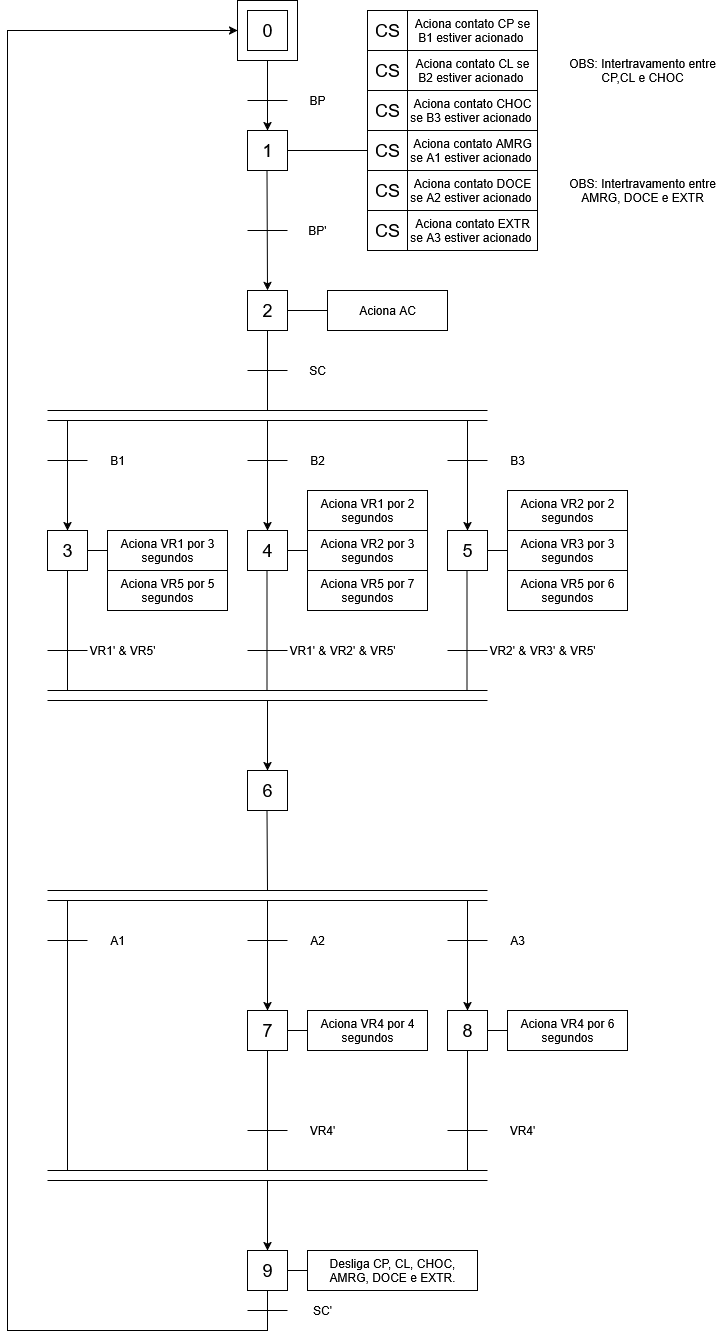 0
CS
Aciona contato CP se
B1 estiver acionado
CS
Aciona contato CL se
B2 estiver acionado
OBS: Intertravamento entre
CP,CL e CHOC
BP
CS
Aciona contato CHOC
se B3 estiver acionado
1
CS
Aciona contato AMRG
se A1 estiver acionado
CS
Aciona contato DOCE
se A2 estiver acionado
OBS: Intertravamento entre
AMRG, DOCE e EXTR
BP'
CS
Aciona contato EXTR
se A3 estiver acionado
2
Aciona AC
SC
B1
B2
B3
3
Aciona VR1 por 3
segundos
Aciona VR5 por 5
segundos
4
Aciona VR1 por 2
segundos
Aciona VR2 por 3
segundos
Aciona VR5 por 7
segundos
5
Aciona VR2 por 2
segundos
Aciona VR3 por 3
segundos
Aciona VR5 por 6
segundos
VR1' & VR5'
VR1' & VR2' & VR5'
VR2' & VR3' & VR5'
6
A1
A2
A3
7
Aciona VR4 por 4
segundos
8
Aciona VR4 por 6
segundos
VR4'
VR4'
9
Desliga CP, CL, CHOC,
AMRG, DOCE e EXTR.
SC'